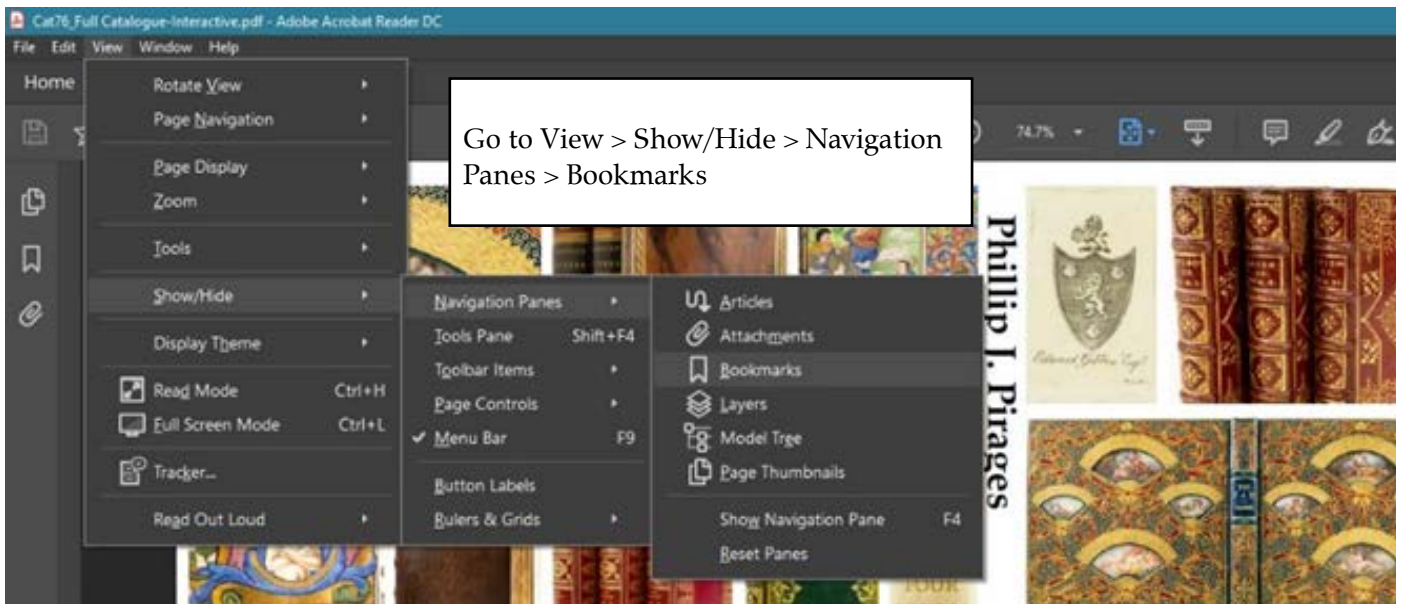 Cat76_Full Catalogue-Interactive.pdf - Adobe Acrobat Reader DC
File Edit View Window Help
Home
74.7%
Rotate View
Page Navigation
Page Display
Zoom
Tools
Show/Hide
Display Theme
Read Mode Ctrl+H
Full Screen Mode Ctrl+L
Tracker...
Read Out Loud
Navigation Panes
Tools Pane Shift+F4
Toolbar Items
Page Controls
Menu Bar F9
Button Labels
Rulers & Grids
Articles
Attachments
Bookmarks
Layers
Model Tree
Page Thumbnails
Show Navigation Pane F4
Reset Panes
Go to View > Show/Hide > Navigation
Panes > Bookmarks
Phillip J. Pirages